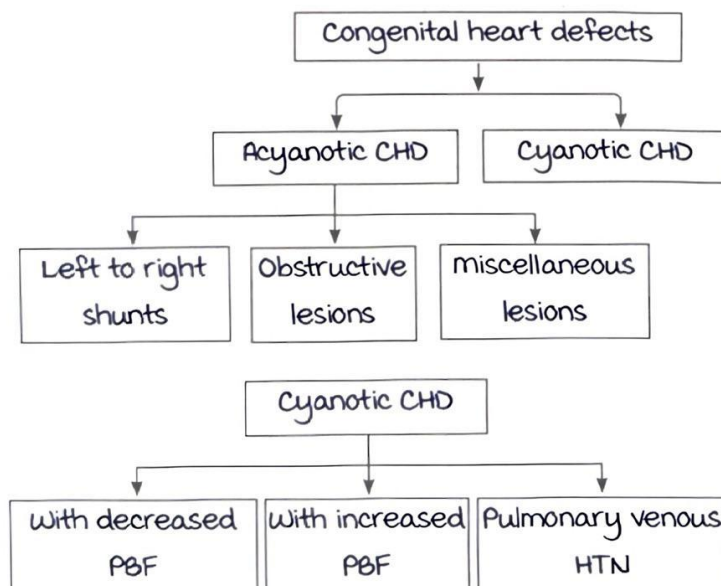 Congenital heart defects
Acyanotic CHD
Cyanotic CHD
Left to right
shunts
Obstructive
lesions
miscellaneous
lesions
Cyanotic CHD
With decreased
PBF
With increased
PBF
Pulmonary venous
HTN